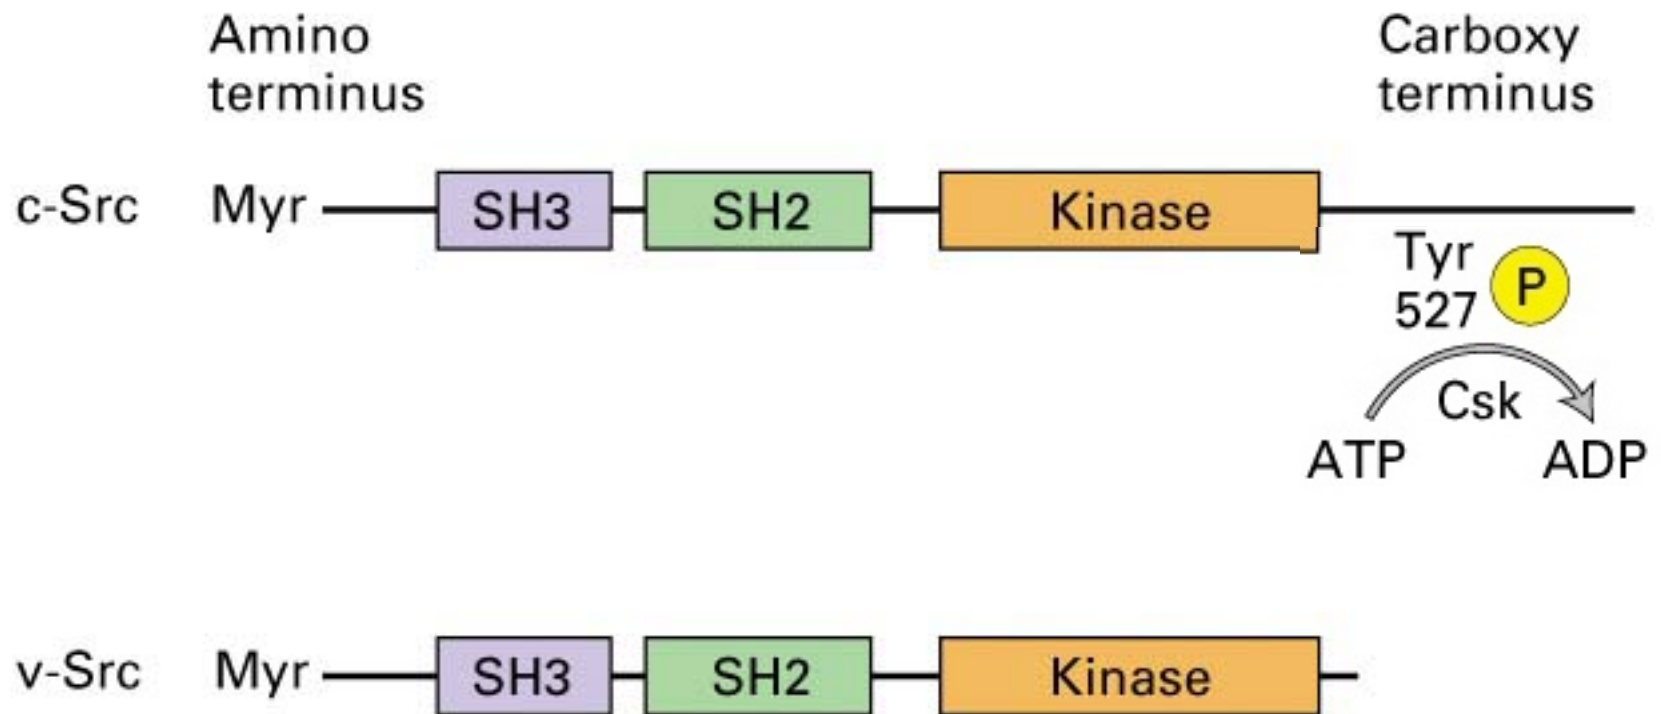 Amino
terminus
Carboxy
terminus
c-Src Myr SH3 SH2 Kinase
Tyr
527 P
Csk
ATP ADP
v-Src Myr SH3 SH2 Kinase